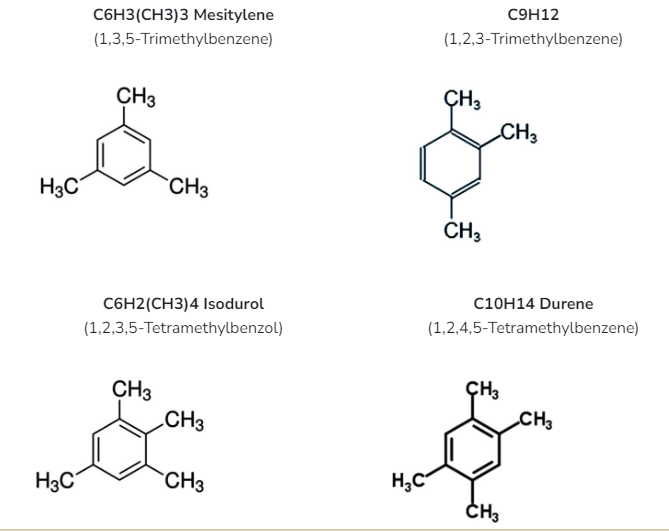 C6H3(CH3)3 Mesitylene
(1,3,5-Trimethylbenzene)
CH3
H3C
CH3
C9H12
(1,2,3-Trimethylbenzene)
CH3
CH3
CH3
C6H2(CH3)4 Isodurol
(1,2,3,5-Tetramethylbenzol)
CH3
CH3
H3C
CH3
C10H14 Durene
(1,2,4,5-Tetramethylbenzene)
CH3
CH3
H3C
CH3